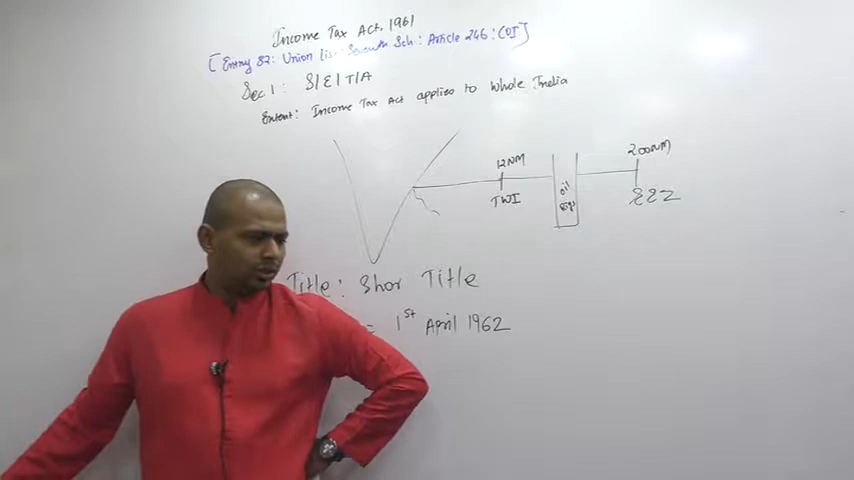 Income Tax Act, 1961
[Entry 82: Union List Seventh Sch: Article 246: COI]
Sec 1: S/E/T/A
Extent: Income Tax Act applies to Whole India
12NM
200NM
TWI
oil
EEZ
Title: Shor Title
= 1st April 1962